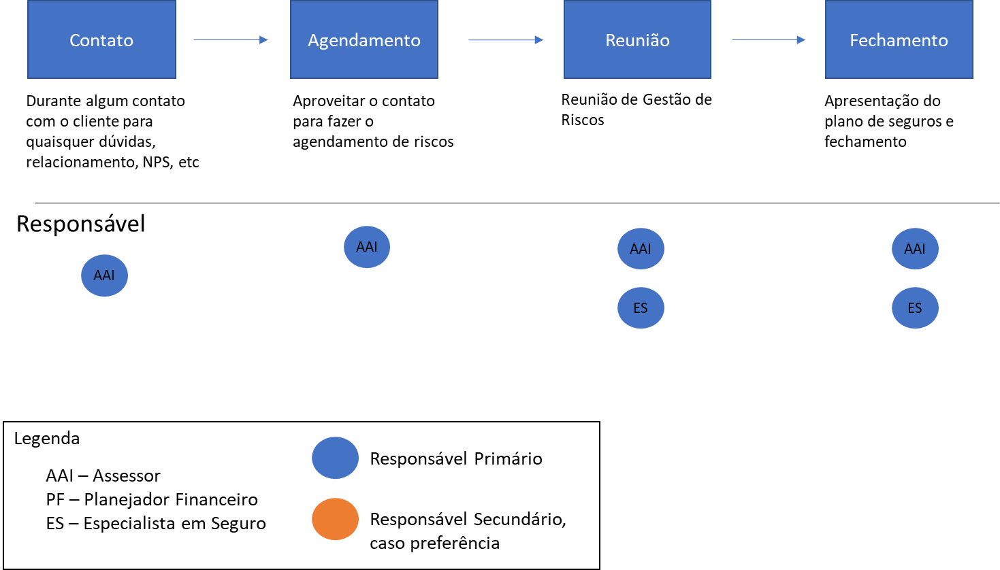 Contato
Agendamento
Reunião
Fechamento
Durante algum contato
com o cliente para
quaisquer dúvidas,
relacionamento, NPS, etc
Aproveitar o contato
para fazer o
agendamento de riscos
Reunião de Gestão de
Riscos
Apresentação do
plano de seguros e
fechamento
Responsável
AAI
AAI
AAI
AAI
ES
ES
Legenda
AAI – Assessor
PF – Planejador Financeiro
ES – Especialista em Seguro
Responsável Primário
Responsável Secundário,
caso preferência